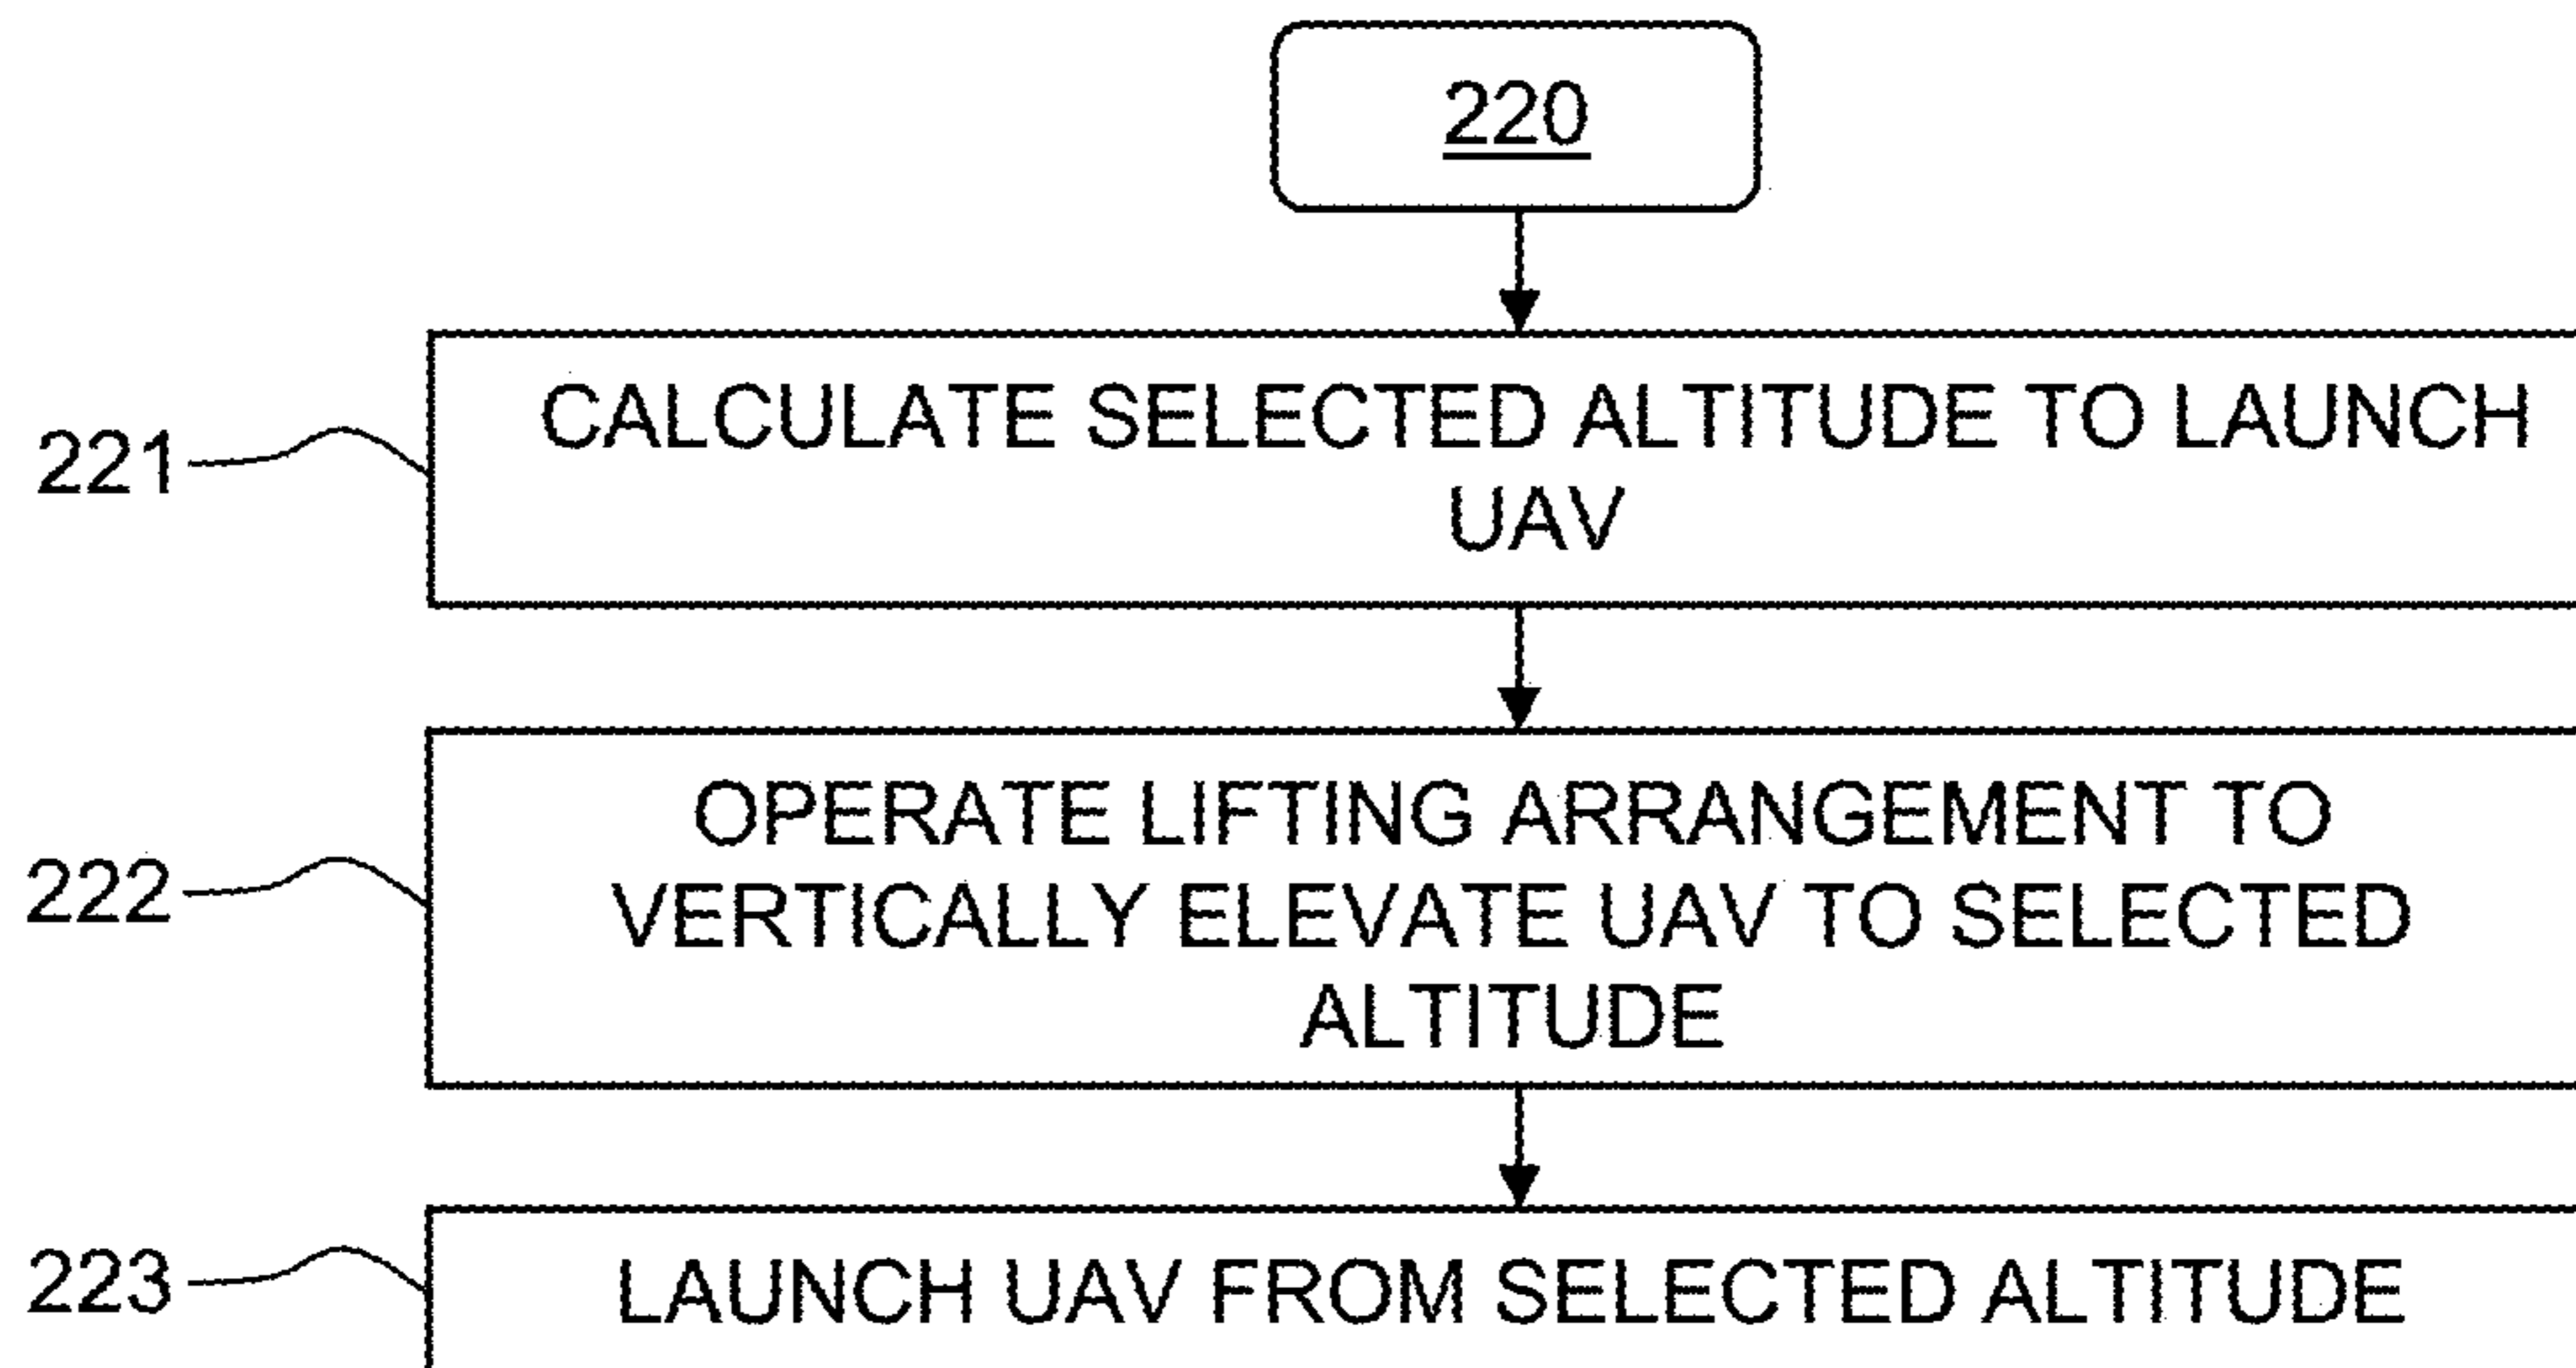 220
221
CALCULATE SELECTED ALTITUDE TO LAUNCH
UAV
222
OPERATE LIFTING ARRANGEMENT TO
VERTICALLY ELEVATE UAV TO SELECTED
ALTITUDE
223
LAUNCH UAV FROM SELECTED ALTITUDE